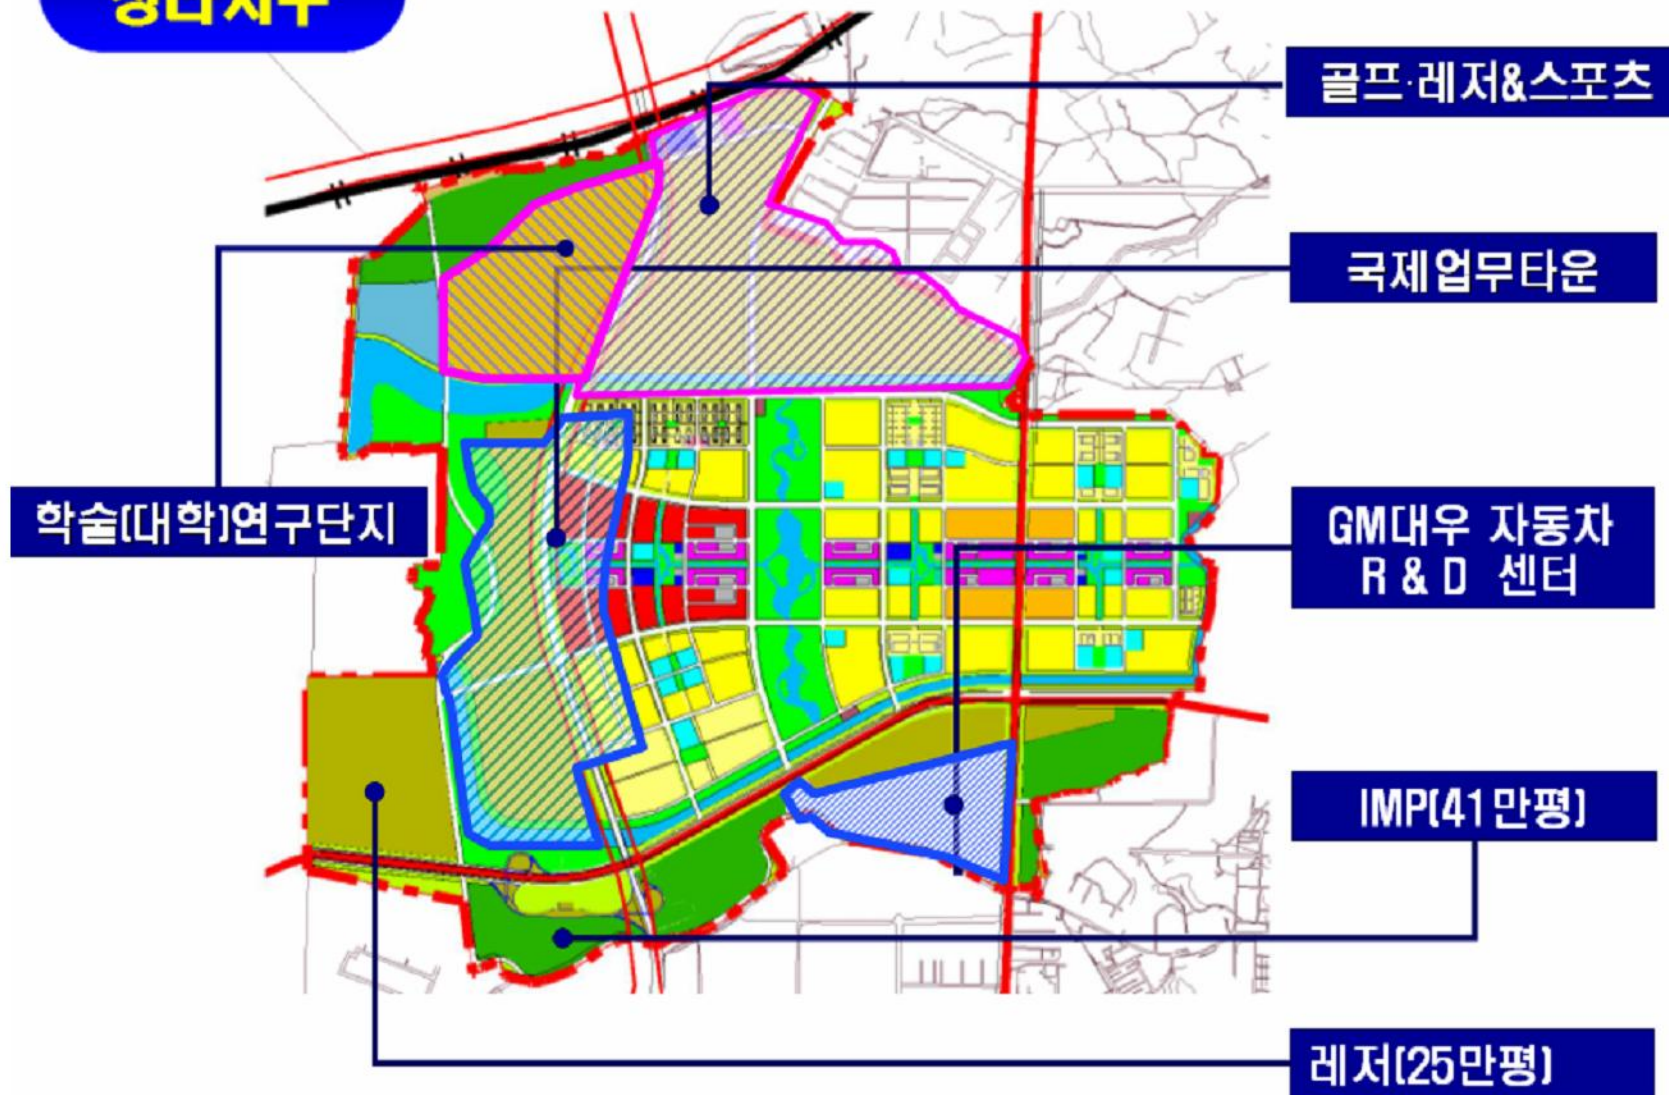 골프·레저&스포츠
국제업무타운
학술(대학)연구단지
GM대우 자동차
R & D 센터
IMP(41만평)
레저(25만평)